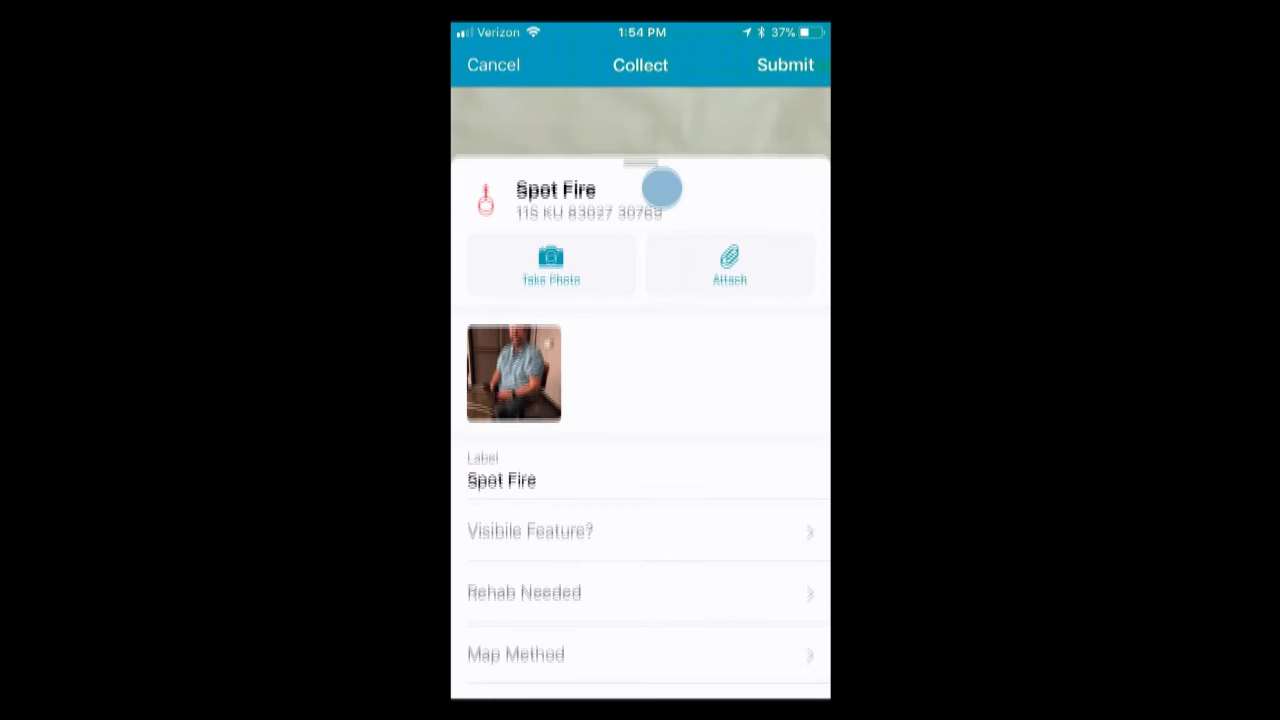 Verizon 1:54 PM 37%
Cancel Collect Submit
Spot Fire
11S KU 83027 30769
Take Photo Attach
Label
Spot Fire
Visibile Feature?
Rehab Needed
Map Method